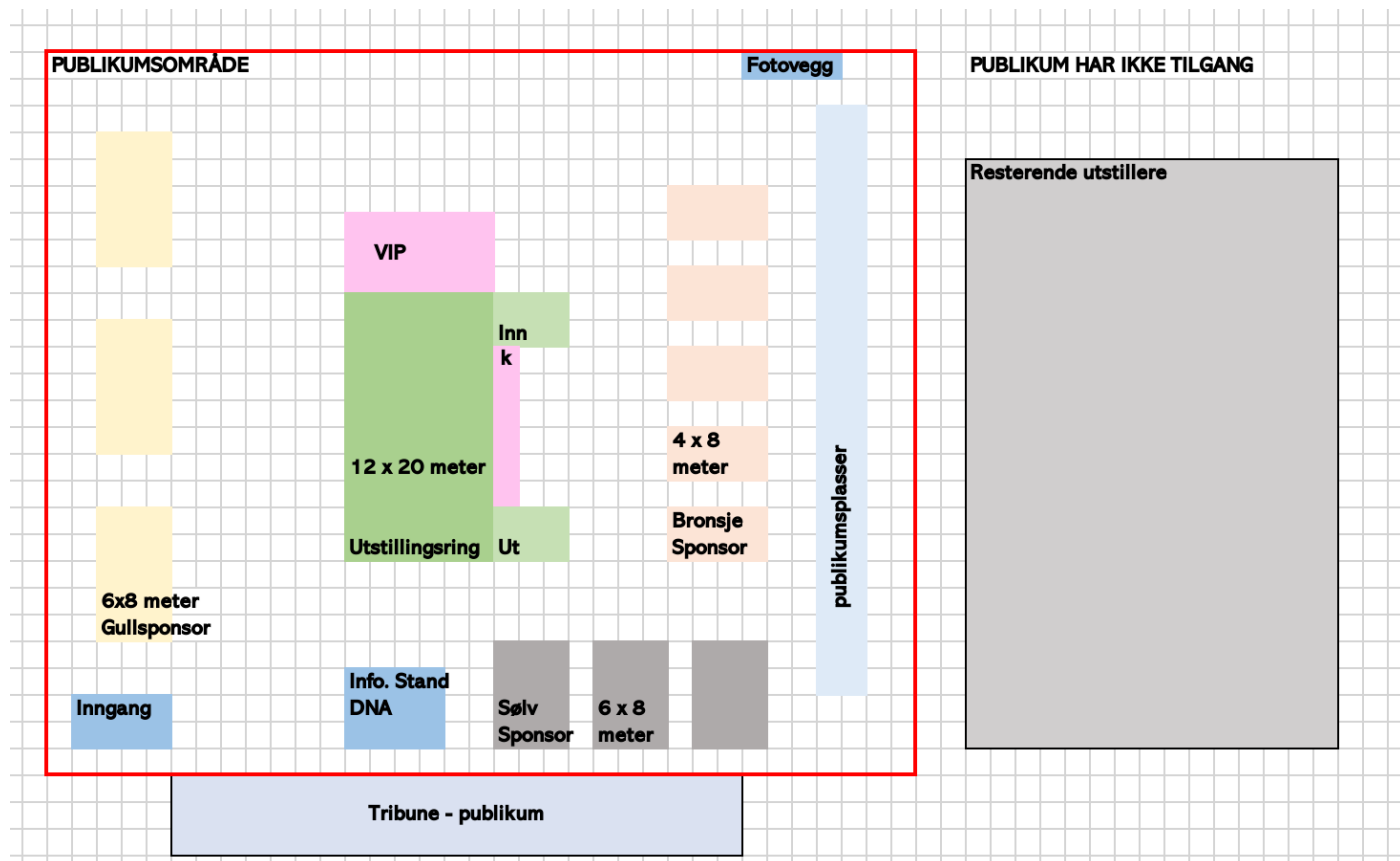 PUBLIKUMSOMRÅDE
Fotovegg
PUBLIKUM HAR IKKE TILGANG
Resterende utstillere
VIP
Inn
k
12 x 20 meter
Utstillingsring
Ut
4 x 8
meter
Bronsje
Sponsor
publikumsplasser
6x8 meter
Gullsponsor
Inngang
Info. Stand
DNA
Sølv
Sponsor
6 x 8
meter
Tribune - publikum